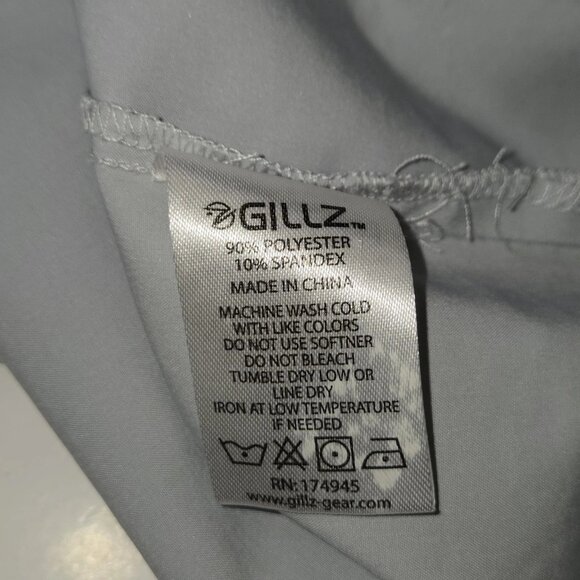 GILLZ™
90% POLYESTER
10% SPANDEX
MADE IN CHINA
MACHINE WASH COLD
WITH LIKE COLORS
DO NOT USE SOFTNER
DO NOT BLEACH
TUMBLE DRY LOW OR
LINE DRY
IRON AT LOW TEMPERATURE
IF NEEDED
RN: 174945
www.gillz-gear.com